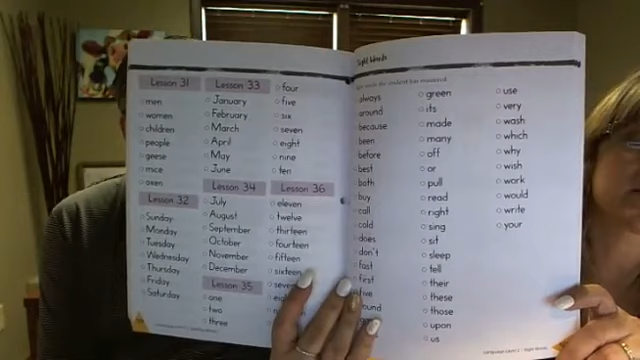 Lesson 31
men
women
children
people
geese
mice
oxen
Lesson 32
Sunday
Monday
Tuesday
Wednesday
Thursday
Friday
Saturday
Lesson 33
January
February
March
April
May
June
Lesson 34
July
August
September
October
November
December
Lesson 35
one
two
three
four
five
six
seven
eight
nine
ten
Lesson 36
eleven
twelve
thirteen
fourteen
fifteen
sixteen
Sight Words
always
around
because
been
before
best
both
buy
call
cold
does
don't
fast
first
five
green
its
made
many
off
or
pull
read
right
sing
sit
sleep
tell
their
these
those
upon
us
use
very
wash
which
why
wish
work
would
write
your